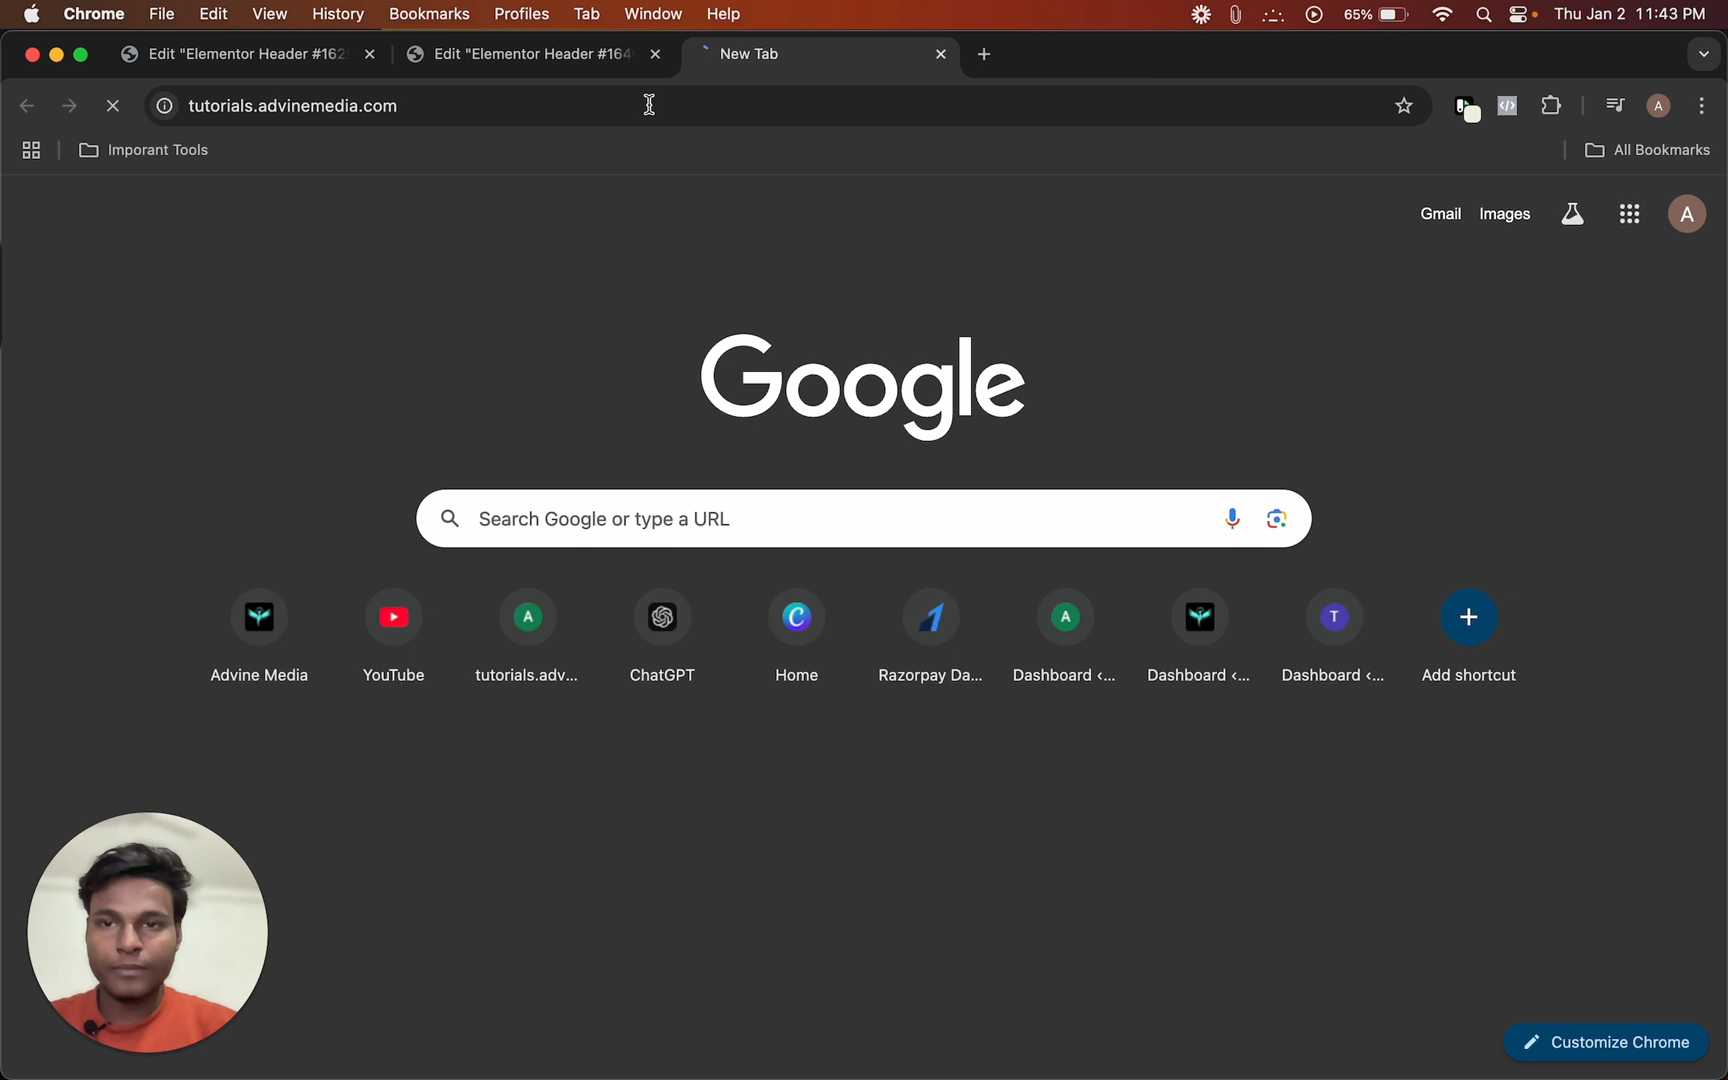 Chrome File Edit View History Bookmarks Profiles Tab Window Help 65% Thu Jan 2 11:43 PM
Edit "Elementor Header #162 Edit "Elementor Header #164 New Tab
tutorials.advinemedia.com A
Imporant Tools All Bookmarks
Gmail Images A
Google
Search Google or type a URL
A A T
Advine Media YouTube tutorials.adv... ChatGPT Home Razorpay Da... Dashboard ‹... Dashboard ‹... Dashboard ‹... Add shortcut
Customize Chrome